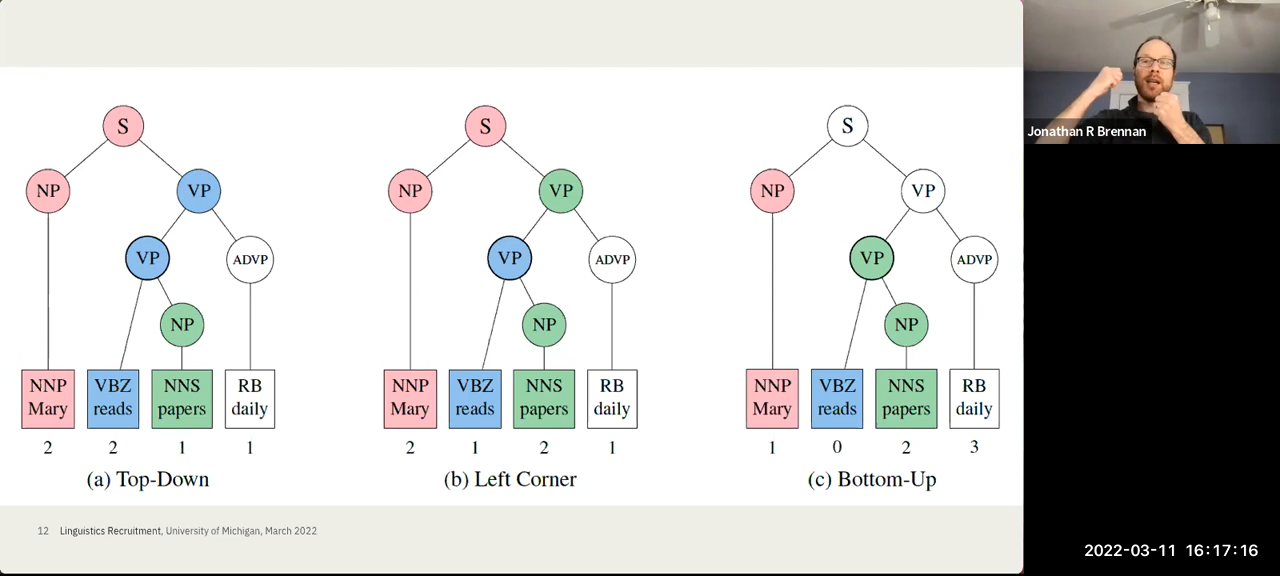 S
NP VP
VP ADVP
NP
NNP VBZ NNS RB
Mary reads papers daily
2 2 1 1
(a) Top-Down
S
NP VP
VP ADVP
NP
NNP VBZ NNS RB
Mary reads papers daily
2 1 2 1
(b) Left Corner
S
NP VP
VP ADVP
NP
NNP VBZ NNS RB
Mary reads papers daily
1 0 2 3
(c) Bottom-Up
12 Linguistics Recruitment, University of Michigan, March 2022
Jonathan R Brennan
2022-03-11 16:17:16